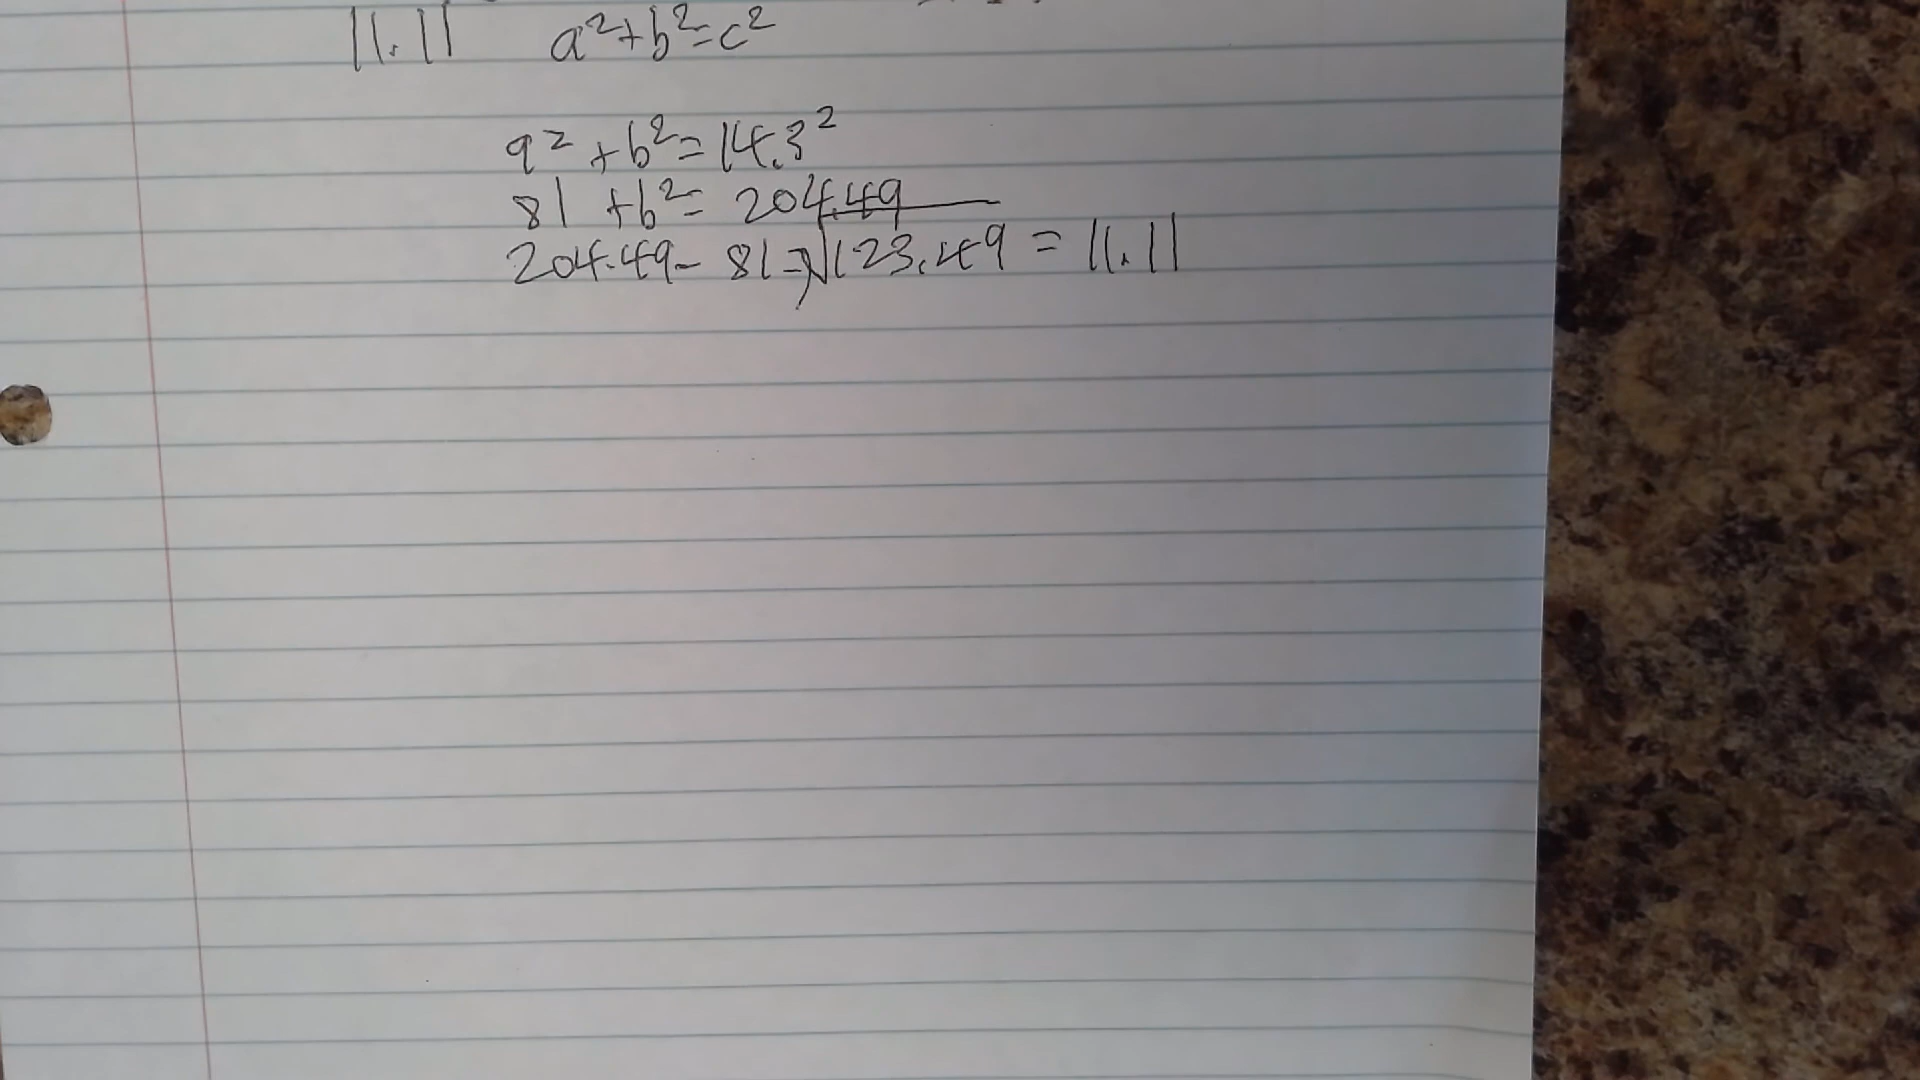 11.11 a²+b²=c²
9² +b²=14.3²
81 +b²= 204.49
204.49- 81=√123.49 = 11.11